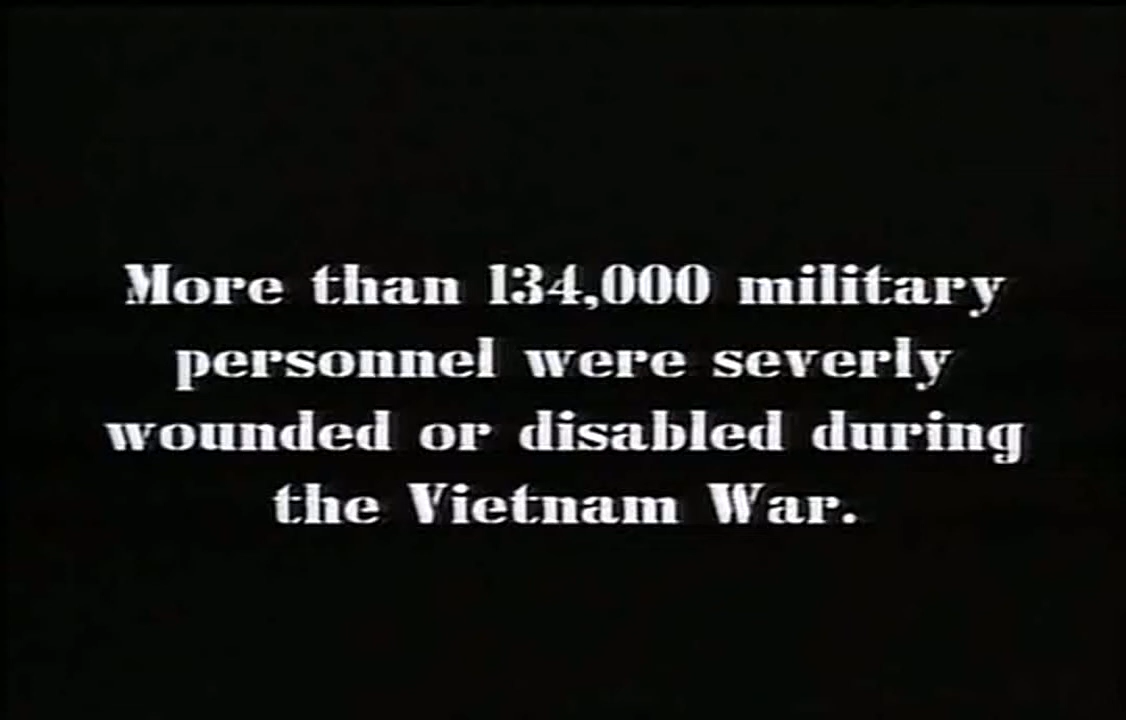 More than 134,000 military
personnel were severly
wounded or disabled during
the Vietnam War.